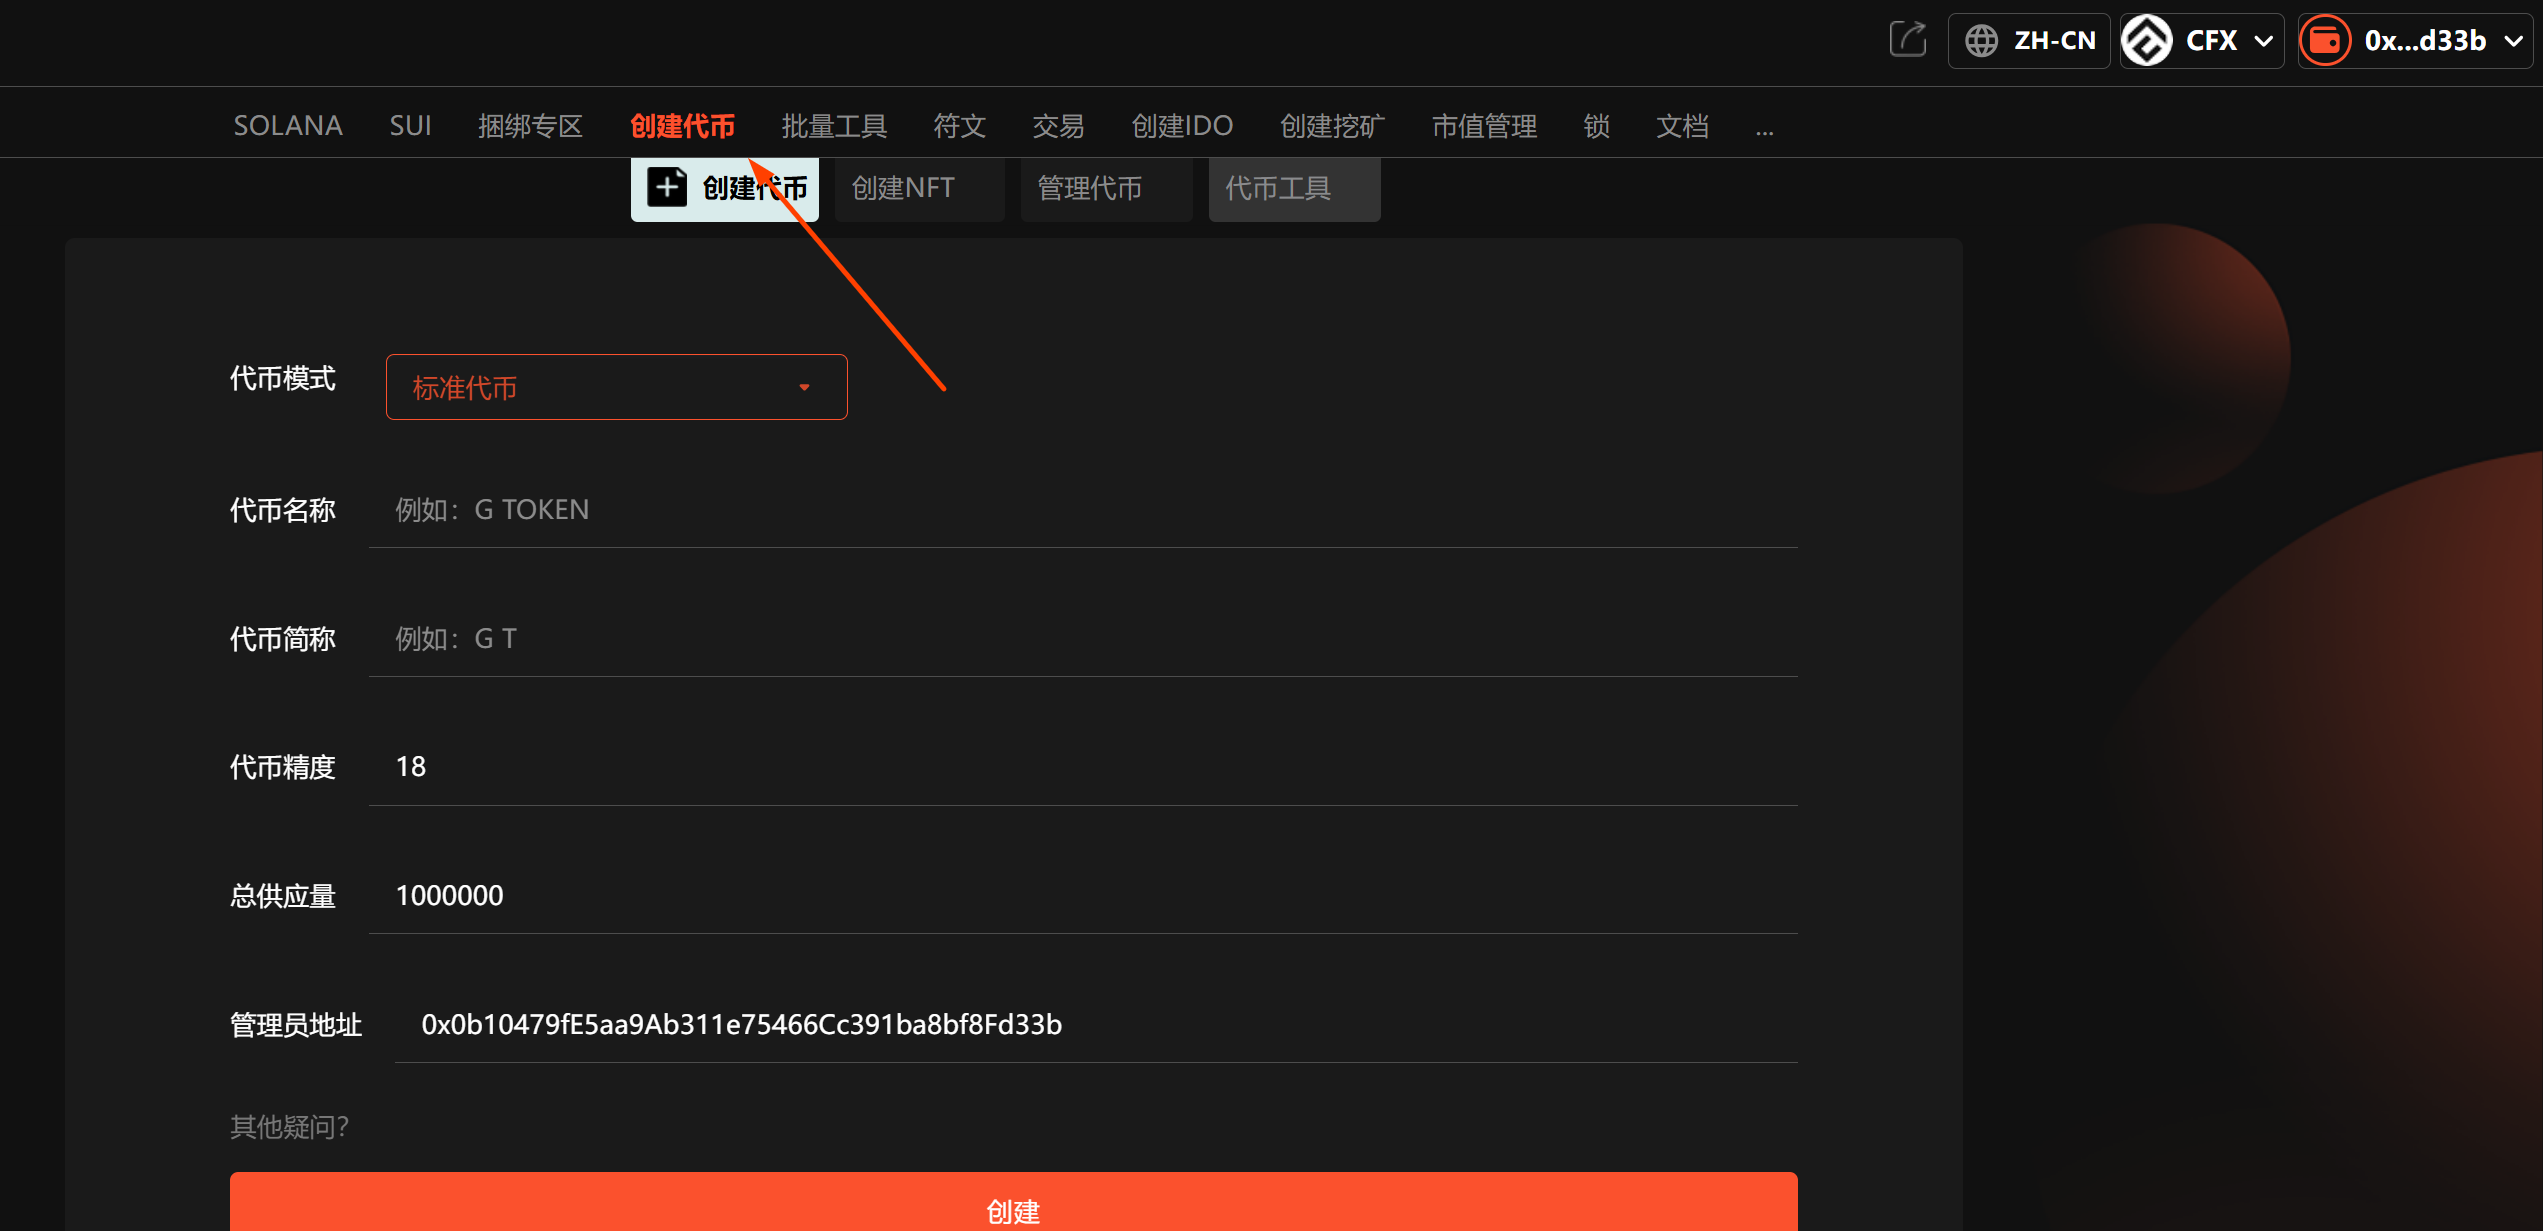 ZH-CN
CFX
0x...d33b
SOLANA
SUI
捆绑专区
创建代币
批量工具
符文
交易
创建IDO
创建挖矿
市值管理
锁
文档
...
创建代币
创建NFT
管理代币
代币工具
代币模式
标准代币
代币名称
例如：G TOKEN
代币简称
例如：G T
代币精度
18
总供应量
1000000
管理员地址
0x0b10479fE5aa9Ab311e75466Cc391ba8bf8Fd33b
其他疑问？
创建